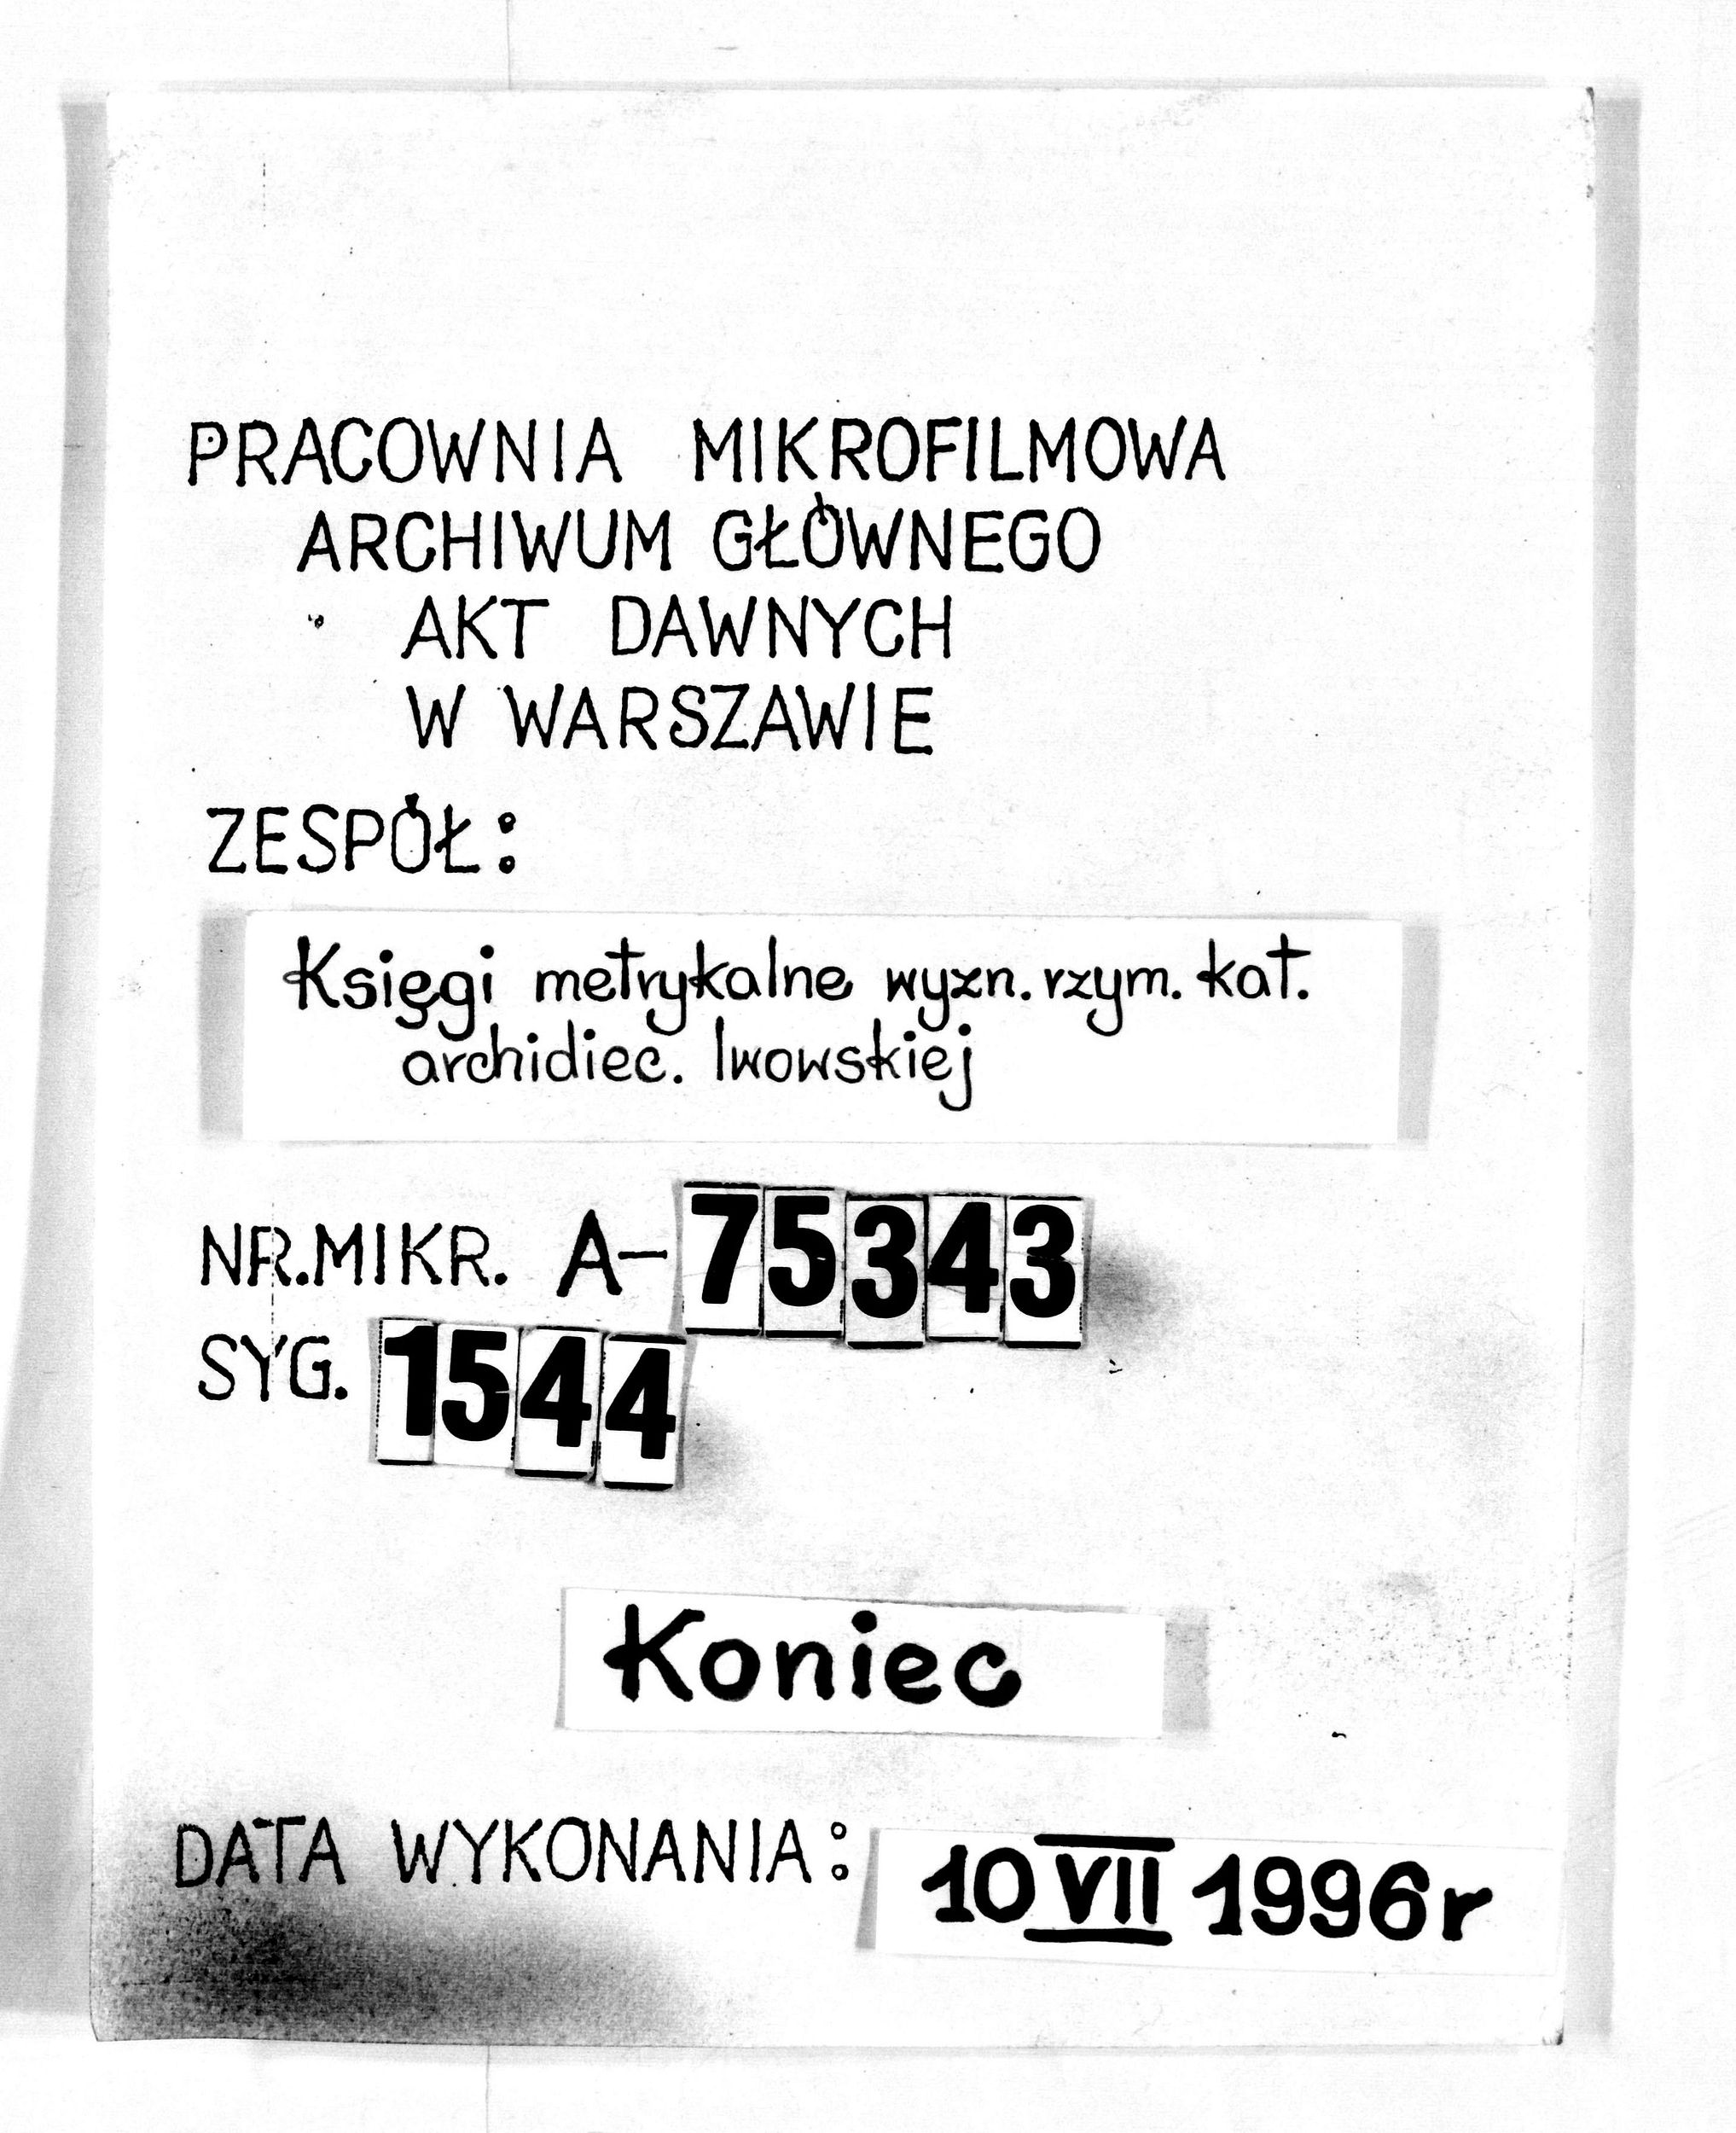 PRACOWNIA MIKROFILMOWA
ARCHIWUM GŁÓWNEGO
AKT DAWNYCH
W WARSZAWIE
ZESPÓŁ:
Księgi metrykalne wyzn. rzym. kat.
archidiec. lwowskiej
NR.MIKR. A-75343
SYG. 1544
Koniec
DATA WYKONANIA: 10 VII 1996r